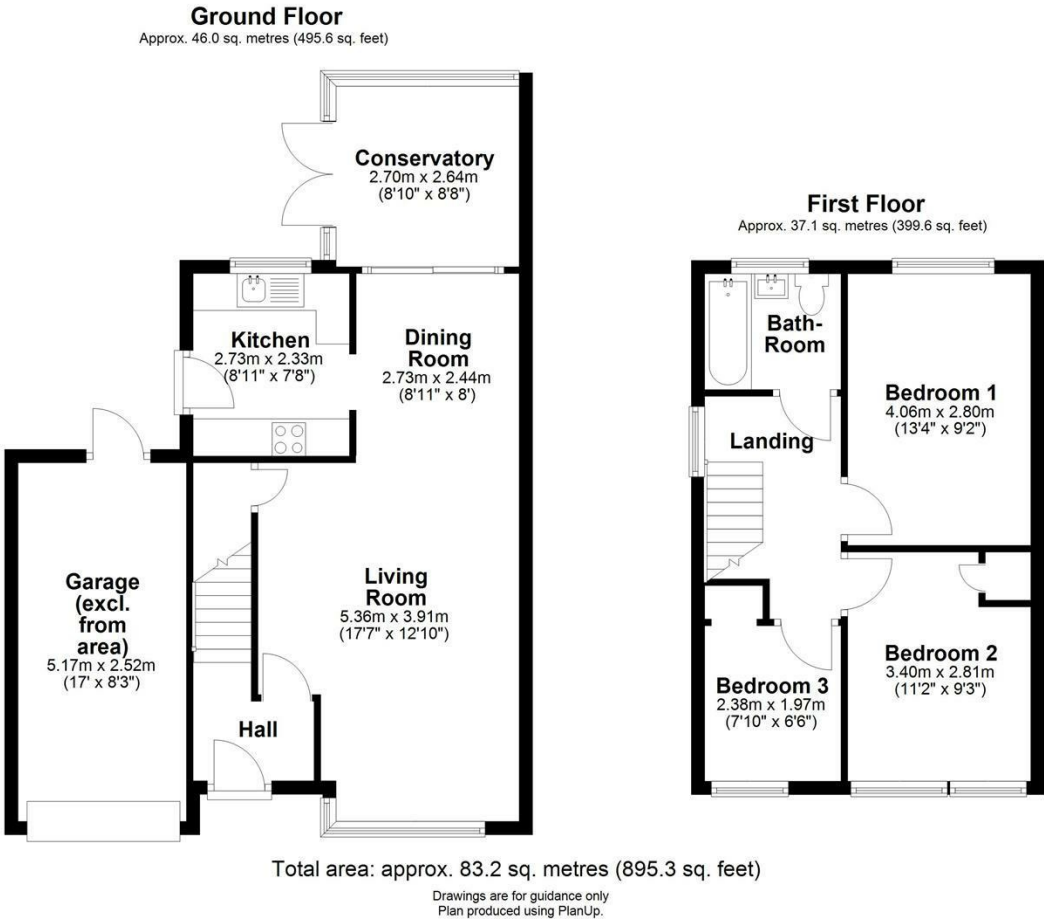 Ground Floor
Approx. 46.0 sq. metres (495.6 sq. feet)
Conservatory
2.70m x 2.64m
(8'10" x 8'8")
Kitchen
2.73m x 2.33m
(8'11" x 7'8")
Dining
Room
2.73m x 2.44m
(8'11" x 8')
Garage
(excl.
from
area)
5.17m x 2.52m
(17' x 8'3")
Living
Room
5.36m x 3.91m
(17'7" x 12'10")
Hall
First Floor
Approx. 37.1 sq. metres (399.6 sq. feet)
Bath-
Room
Bedroom 1
4.06m x 2.80m
(13'4" x 9'2")
Landing
Bedroom 2
3.40m x 2.81m
(11'2" x 9'3")
Bedroom 3
2.38m x 1.97m
(7'10" x 6'6")
Total area: approx. 83.2 sq. metres (895.3 sq. feet)
Drawings are for guidance only
Plan produced using PlanUp.